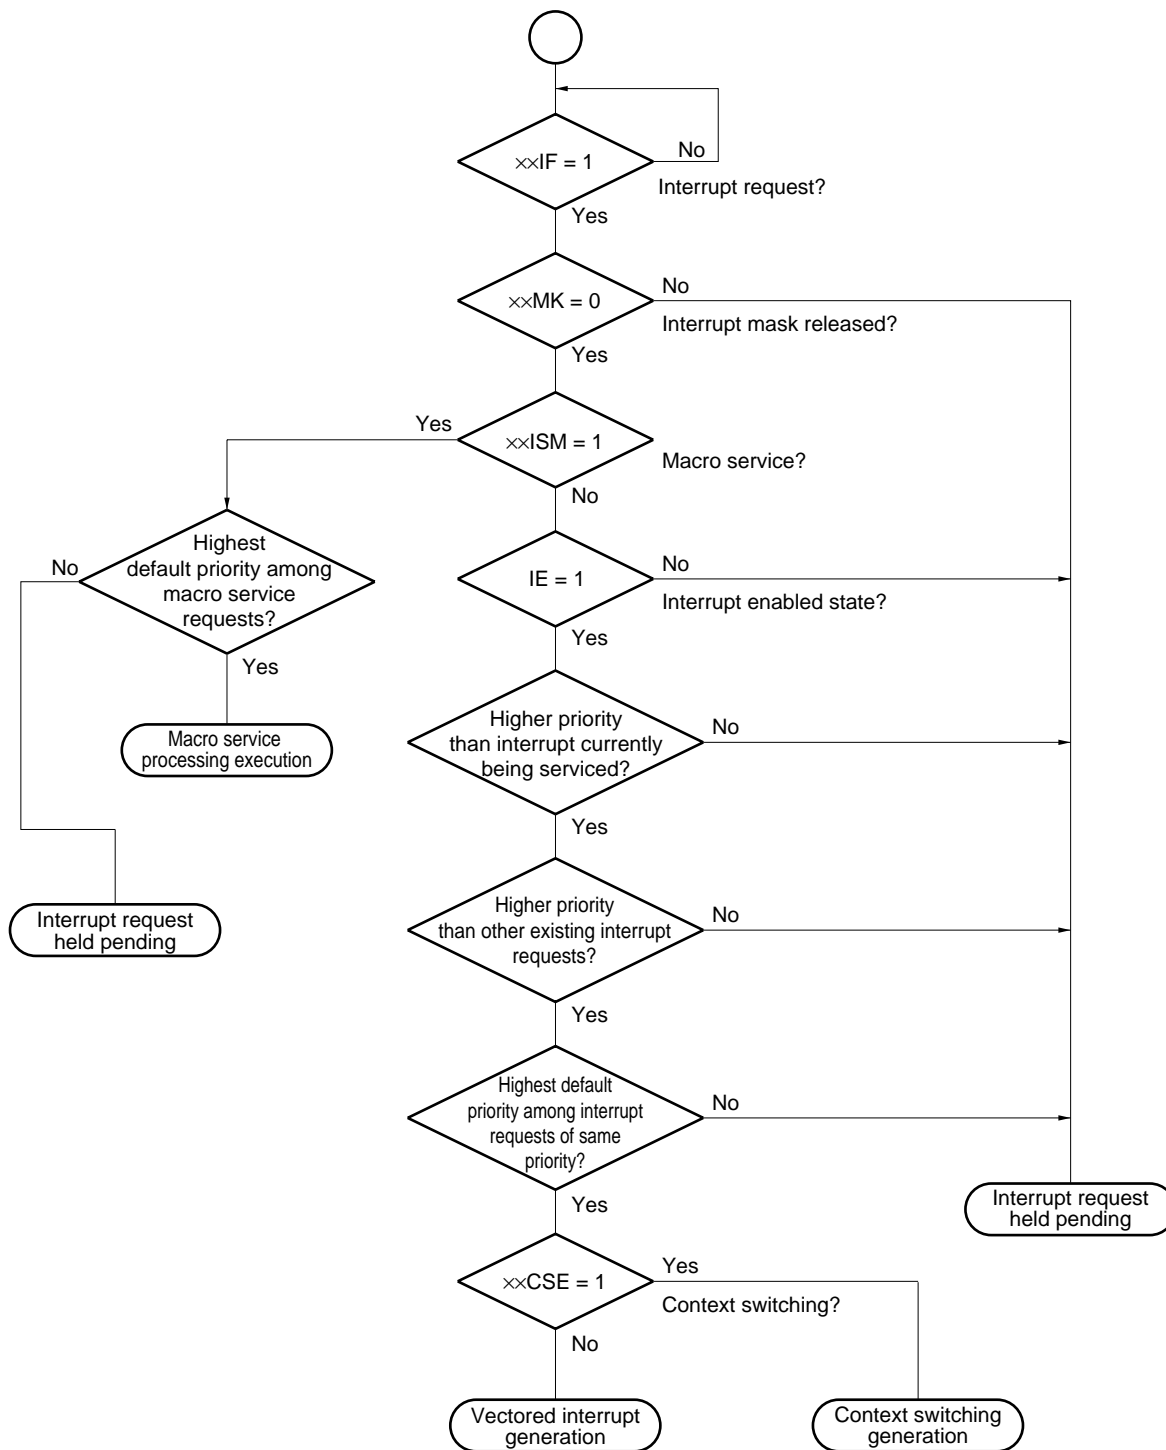 ××IF = 1
No
Interrupt request?
Yes
××MK = 0
No
Interrupt mask released?
Yes
Yes
××ISM = 1
Macro service?
No
No
Highest
default priority among
macro service
requests?
Yes
IE = 1
No
Interrupt enabled state?
Yes
Macro service
processing execution
Higher priority
than interrupt currently
being serviced?
No
Yes
Interrupt request
held pending
Higher priority
than other existing interrupt
requests?
No
Yes
Highest default
priority among interrupt
requests of same
priority?
No
Yes
Interrupt request
held pending
××CSE = 1
Yes
Context switching?
No
Vectored interrupt
generation
Context switching
generation